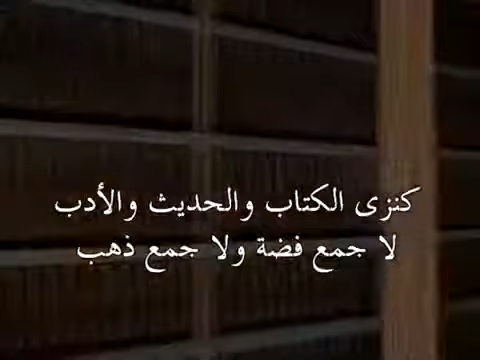 كنزى الكتاب والحديث والأدب
لا جمع فضة ولا جمع ذهب